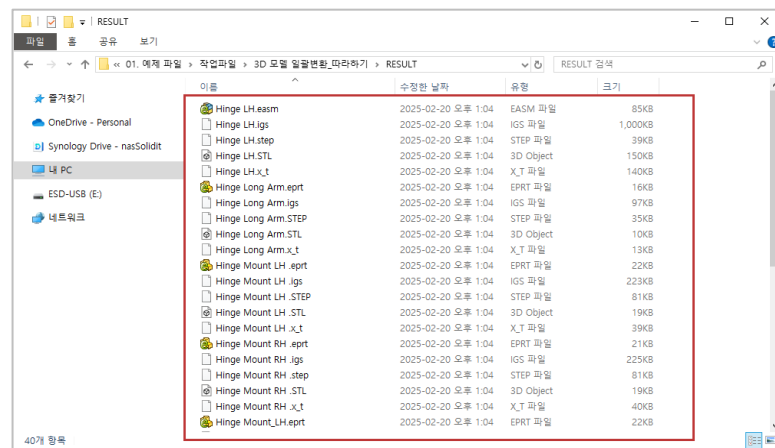 RESULT
파일 홈 공유 보기
« 01. 예제 파일 › 작업파일 › 3D 모델 일괄변환_따라하기 › RESULT RESULT 검색
이름 수정한 날짜 유형 크기
즐겨찾기
OneDrive - Personal
Synology Drive - nasSolidit
내 PC
ESD-USB (E:)
네트워크
Hinge LH.easm 2025-02-20 오후 1:04 EASM 파일 85KB
Hinge LH.igs 2025-02-20 오후 1:04 IGS 파일 1,000KB
Hinge LH.step 2025-02-20 오후 1:04 STEP 파일 39KB
Hinge LH.STL 2025-02-20 오후 1:04 3D Object 150KB
Hinge LH.x_t 2025-02-20 오후 1:04 X_T 파일 140KB
Hinge Long Arm.eprt 2025-02-20 오후 1:04 EPRT 파일 16KB
Hinge Long Arm.igs 2025-02-20 오후 1:04 IGS 파일 97KB
Hinge Long Arm.STEP 2025-02-20 오후 1:04 STEP 파일 35KB
Hinge Long Arm.STL 2025-02-20 오후 1:04 3D Object 10KB
Hinge Long Arm.x_t 2025-02-20 오후 1:04 X_T 파일 13KB
Hinge Mount LH .eprt 2025-02-20 오후 1:04 EPRT 파일 22KB
Hinge Mount LH .igs 2025-02-20 오후 1:04 IGS 파일 223KB
Hinge Mount LH .STEP 2025-02-20 오후 1:04 STEP 파일 81KB
Hinge Mount LH .STL 2025-02-20 오후 1:04 3D Object 19KB
Hinge Mount LH .x_t 2025-02-20 오후 1:04 X_T 파일 39KB
Hinge Mount RH .eprt 2025-02-20 오후 1:04 EPRT 파일 21KB
Hinge Mount RH .igs 2025-02-20 오후 1:04 IGS 파일 225KB
Hinge Mount RH .step 2025-02-20 오후 1:04 STEP 파일 81KB
Hinge Mount RH .STL 2025-02-20 오후 1:04 3D Object 19KB
Hinge Mount RH .x_t 2025-02-20 오후 1:04 X_T 파일 40KB
Hinge Mount_LH.eprt 2025-02-20 오후 1:04 EPRT 파일 22KB
40개 항목